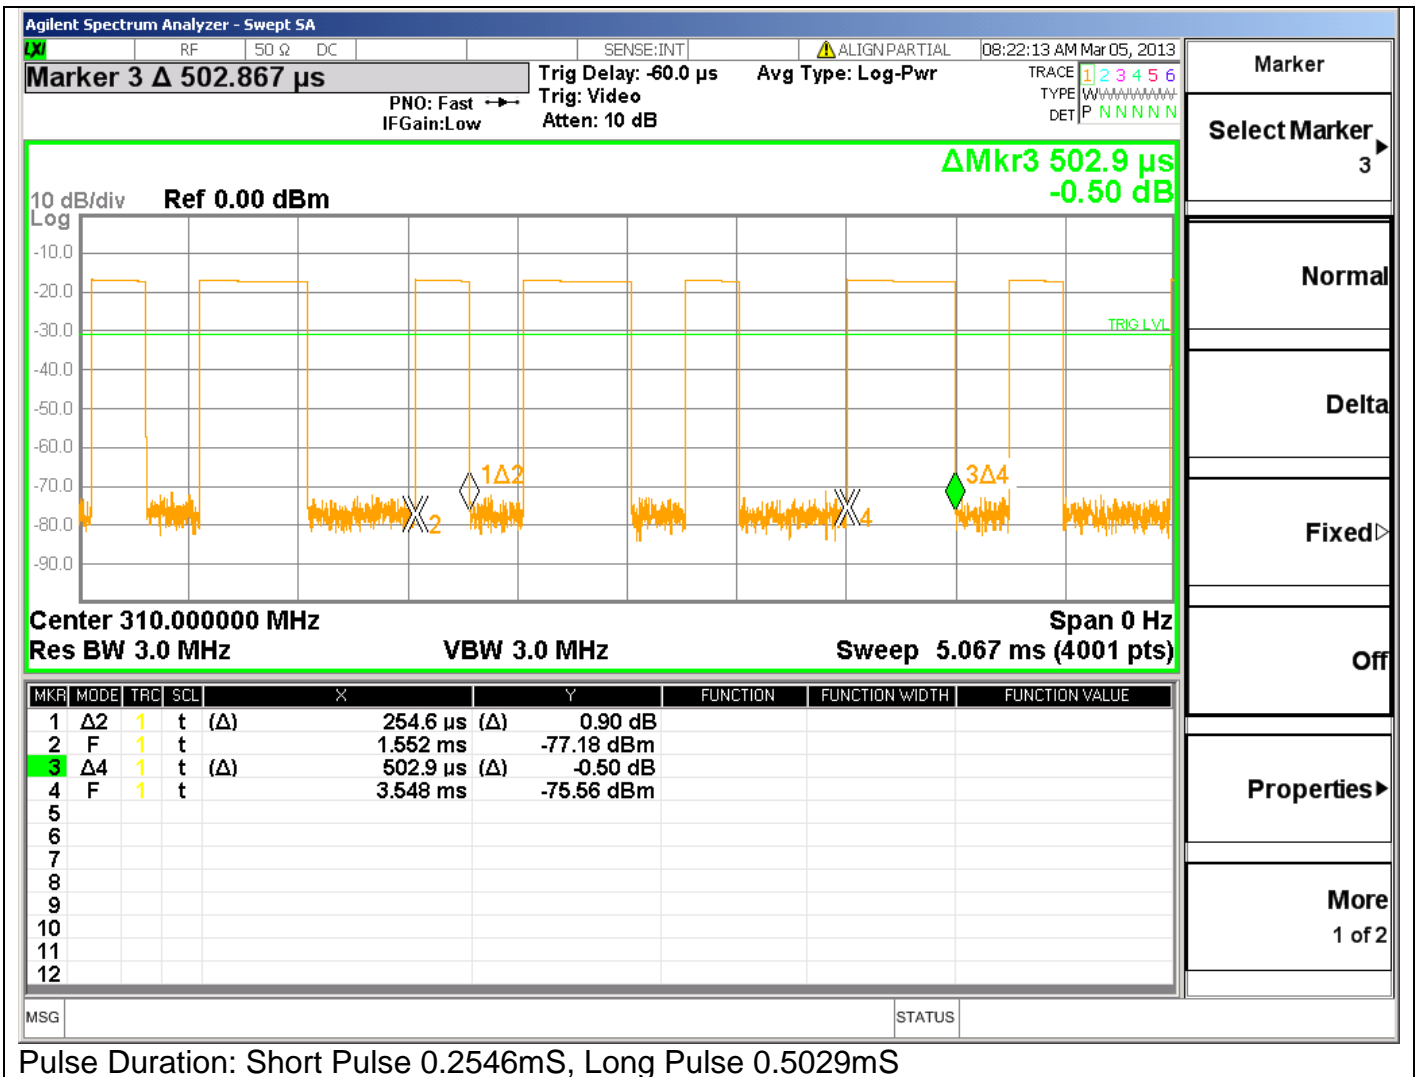 Agilent Spectrum Analyzer - Swept SA
LXI RF 50 Ω DC SENSE:INT ALIGN PARTIAL 08:22:13 AM Mar 05, 2013
Marker 3 Δ 502.867 µs
PNO: Fast
IFGain:Low
Trig Delay: -60.0 µs
Trig: Video
Atten: 10 dB
Avg Type: Log-Pwr
TRACE 1 2 3 4 5 6
TYPE WWWWWW
DET P N N N N N
ΔMkr3 502.9 µs
-0.50 dB
10 dB/div Ref 0.00 dBm
Log
-10.0
-20.0
-30.0
-40.0
-50.0
-60.0
-70.0
-80.0
-90.0
TRIG LVL
1Δ2
3Δ4
2
4
Center 310.000000 MHz Span 0 Hz
Res BW 3.0 MHz VBW 3.0 MHz Sweep 5.067 ms (4001 pts)
MKR MODE TRC SCL X Y FUNCTION FUNCTION WIDTH FUNCTION VALUE
1 Δ2 1 t (Δ) 254.6 µs (Δ) 0.90 dB
2 F 1 t 1.552 ms -77.18 dBm
3 Δ4 1 t (Δ) 502.9 µs (Δ) -0.50 dB
4 F 1 t 3.548 ms -75.56 dBm
5
6
7
8
9
10
11
12
MSG STATUS
Marker
Select Marker
3
Normal
Delta
Fixed
Off
Properties
More
1 of 2
Pulse Duration: Short Pulse 0.2546mS, Long Pulse 0.5029mS